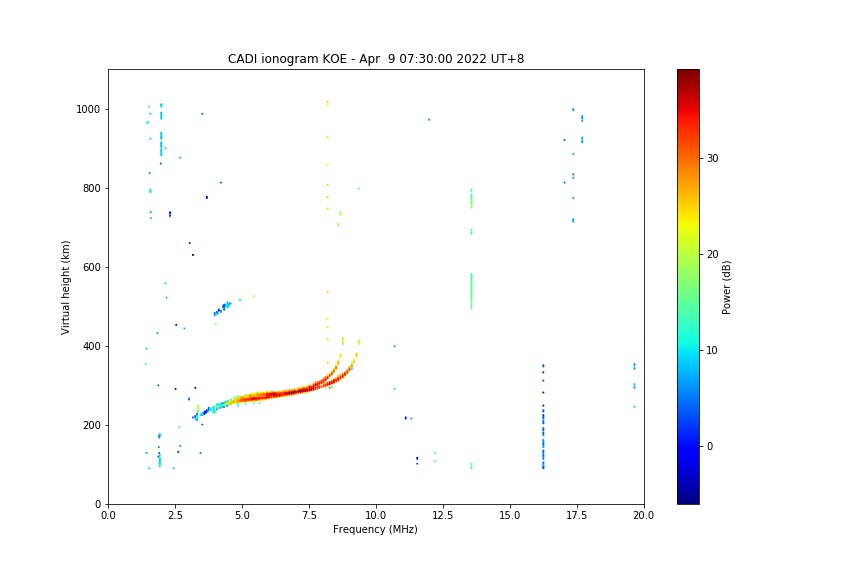 CADI ionogram KOE - Apr  9 07:30:00 2022 UT+8
1000
800
600
400
200
0
Virtual height (km)
0.0 2.5 5.0 7.5 10.0 12.5 15.0 17.5 20.0
Frequency (MHz)
30
20
10
0
Power (dB)